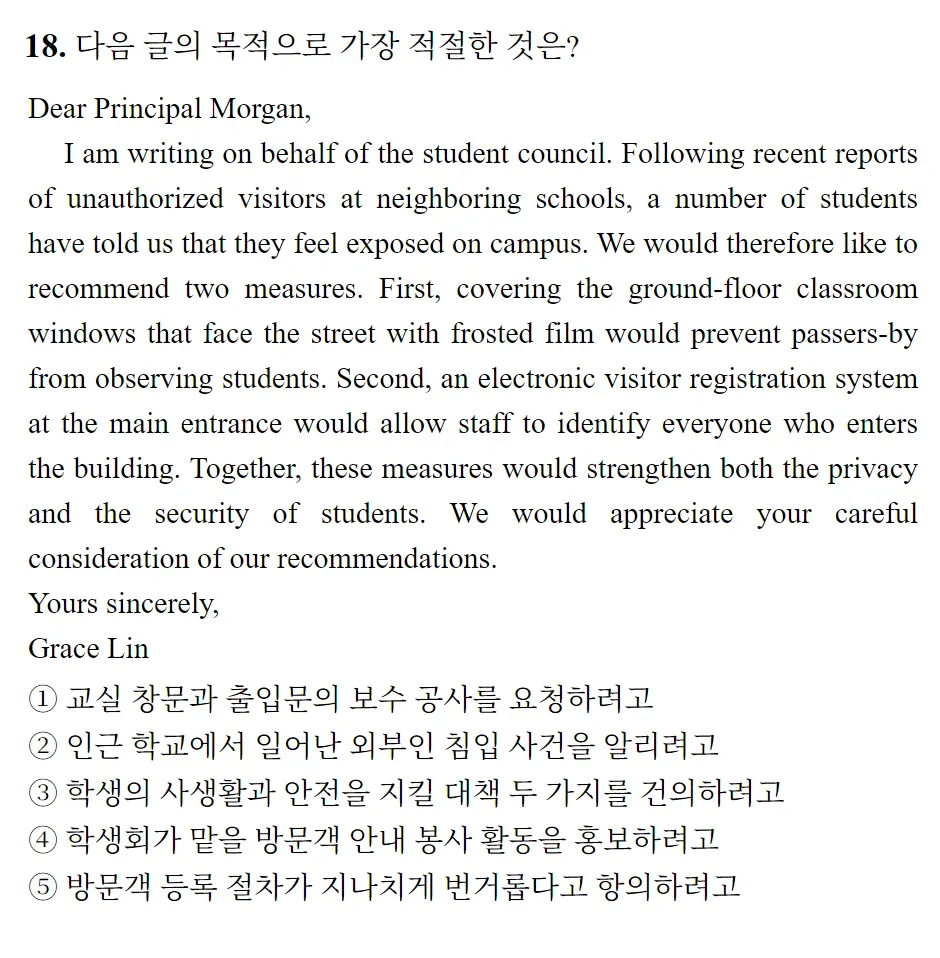 18. 다음 글의 목적으로 가장 적절한 것은?
Dear Principal Morgan,
I am writing on behalf of the student council. Following recent reports
of unauthorized visitors at neighboring schools, a number of students
have told us that they feel exposed on campus. We would therefore like to
recommend two measures. First, covering the ground-floor classroom
windows that face the street with frosted film would prevent passers-by
from observing students. Second, an electronic visitor registration system
at the main entrance would allow staff to identify everyone who enters
the building. Together, these measures would strengthen both the privacy
and the security of students. We would appreciate your careful
consideration of our recommendations.
Yours sincerely,
Grace Lin
① 교실 창문과 출입문의 보수 공사를 요청하려고
② 인근 학교에서 일어난 외부인 침입 사건을 알리려고
③ 학생의 사생활과 안전을 지킬 대책 두 가지를 건의하려고
④ 학생회가 맡을 방문객 안내 봉사 활동을 홍보하려고
⑤ 방문객 등록 절차가 지나치게 번거롭다고 항의하려고